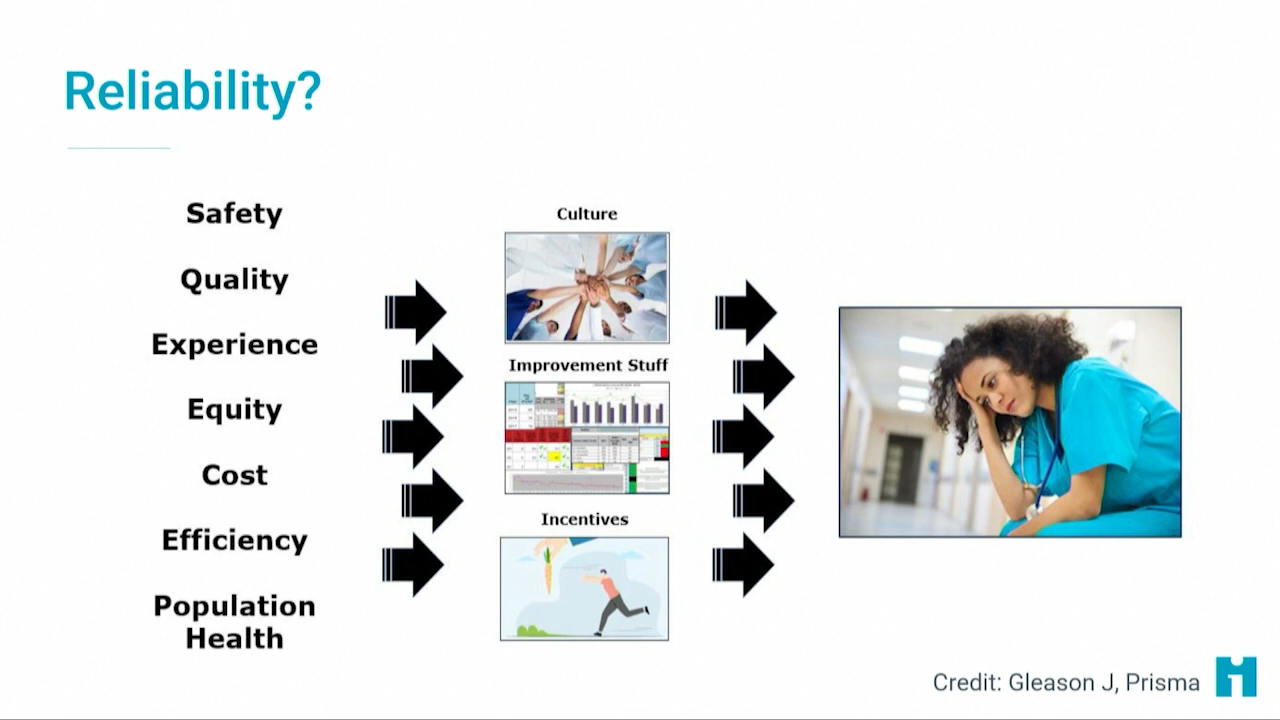 Reliability?
Safety
Quality
Experience
Equity
Cost
Efficiency
Population
Health
Culture
Improvement Stuff
Incentives
Credit: Gleason J, Prisma